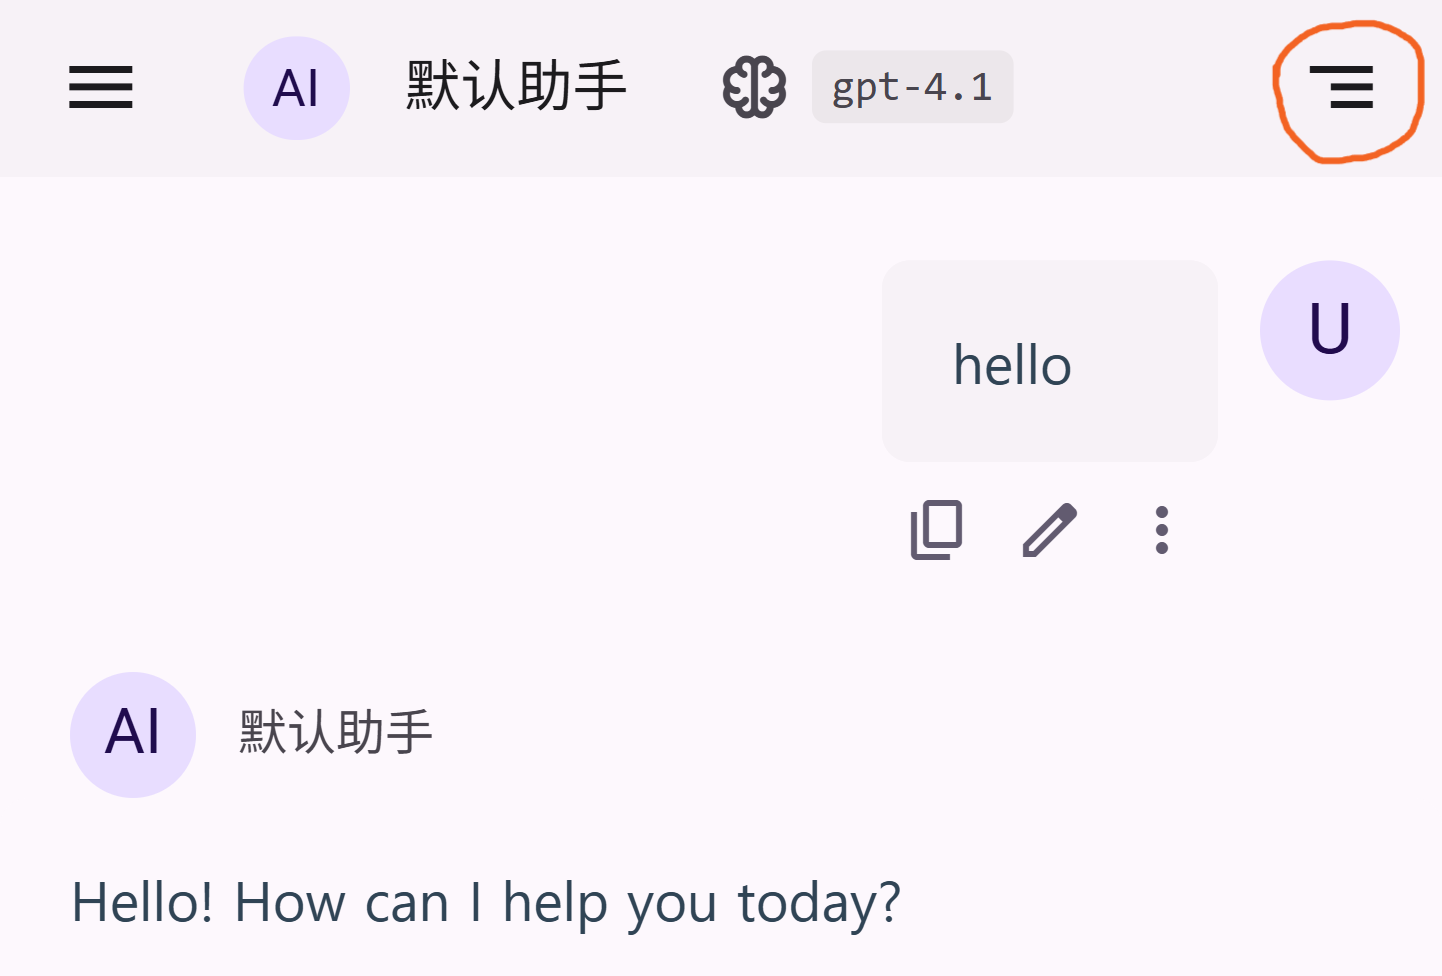 AI 默认助手 gpt-4.1
hello
U
AI 默认助手
Hello! How can I help you today?